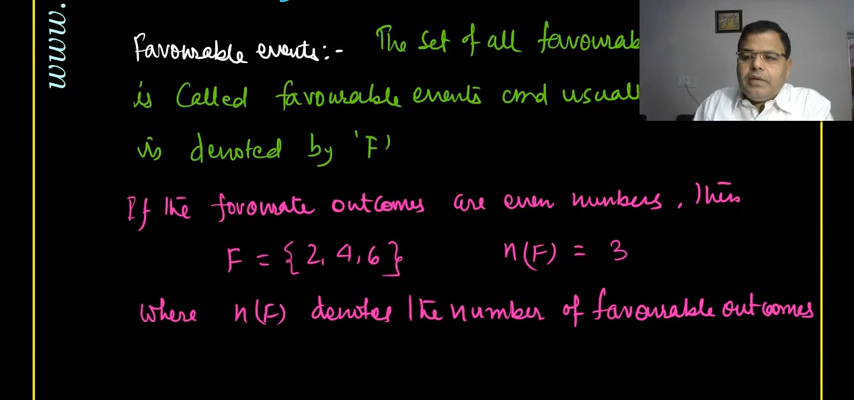 www.
Favourable events:- The set of all favourab
is called favourable events and usuall
is denoted by 'F'
If the favourate outcomes are even numbers, Then
F = {2, 4, 6} n(F) = 3
where n(F) denotes the number of favourable outcomes